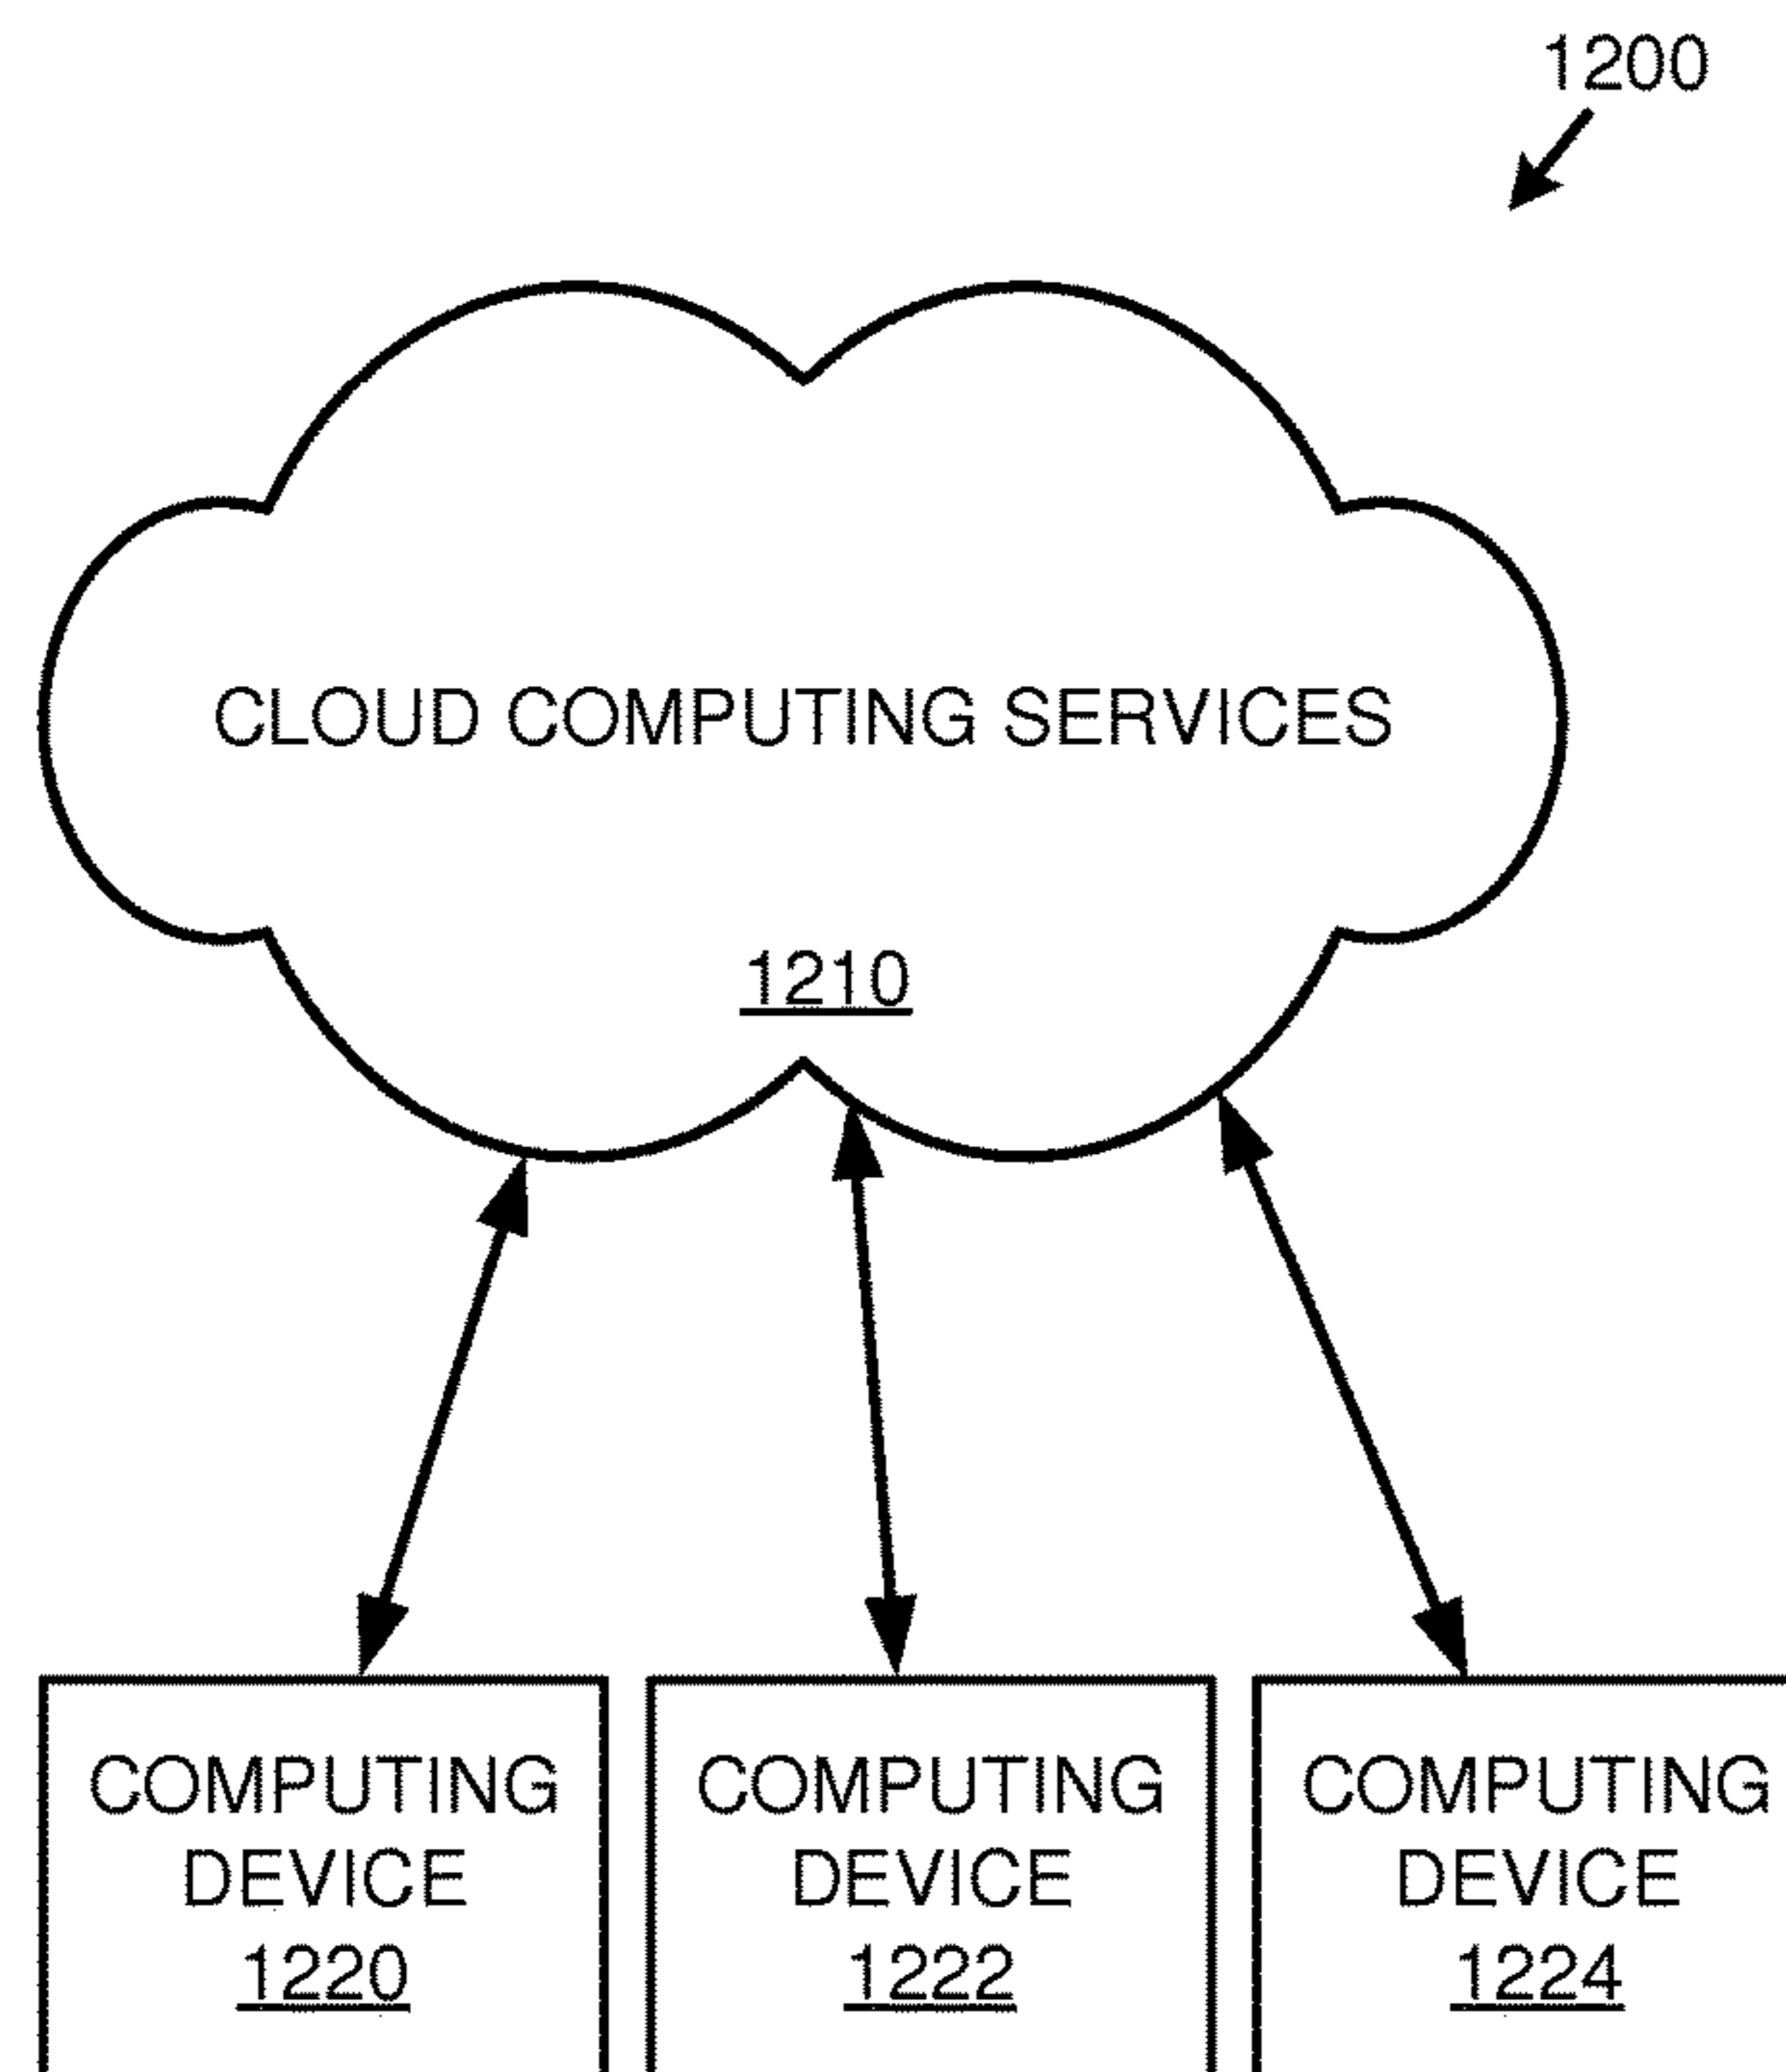 1200
CLOUD COMPUTING SERVICES
1210
COMPUTING
DEVICE
1220
COMPUTING
DEVICE
1222
COMPUTING
DEVICE
1224